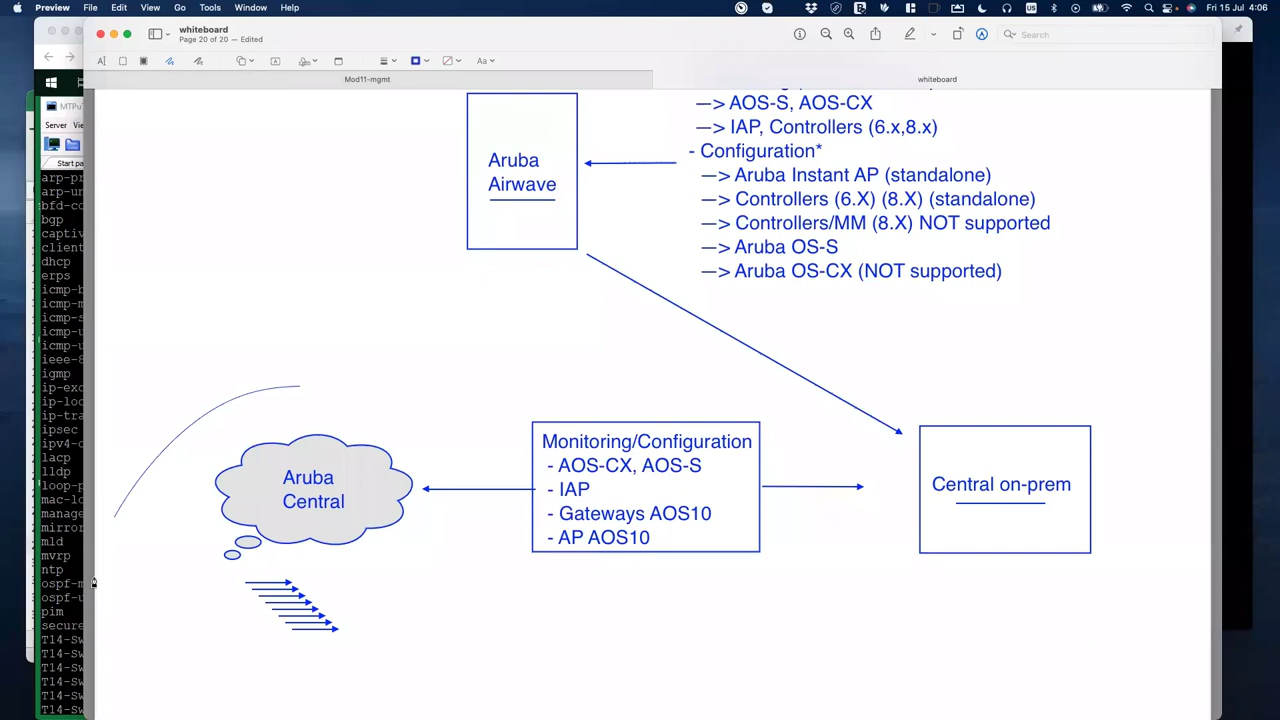 Preview File Edit View Go Tools Window Help
Fri 15 Jul 4:06
whiteboard
Page 20 of 20 — Edited
Search
Aa
Mod11-mgmt
whiteboard
MTPu
Server
Start pa
arp-pr
arp-un
bfd-co
bgp
captiv
client
dhcp
erps
icmp-b
icmp-m
icmp-s
icmp-u
ieee-8
igmp
ip-exc
ip-loc
ip-tra
ipsec
ipv4-c
lacp
lldp
loop-p
mac-lo
manage
mirror
mld
mvrp
ntp
ospf-m
ospf-u
pim
secure
T14-Sw
T14-Sw
T14-Sw
T14-Sw
T14-Sw
T14-Sw
Aruba
Airwave
—> AOS-S, AOS-CX
—> IAP, Controllers (6.x,8.x)
- Configuration*
—> Aruba Instant AP (standalone)
—> Controllers (6.X) (8.X) (standalone)
—> Controllers/MM (8.X) NOT supported
—> Aruba OS-S
—> Aruba OS-CX (NOT supported)
Aruba
Central
Monitoring/Configuration
- AOS-CX, AOS-S
- IAP
- Gateways AOS10
- AP AOS10
Central on-prem